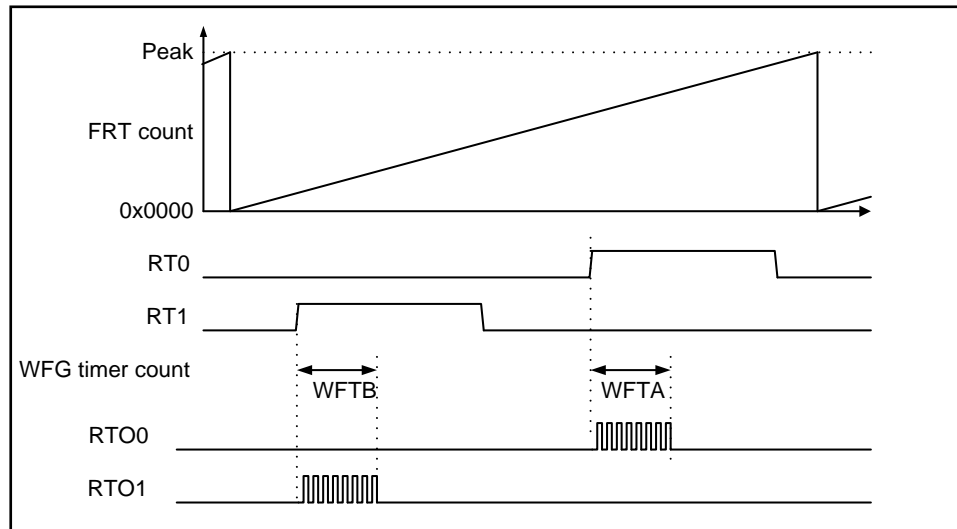 Peak
FRT count
0x0000
RT0
RT1
WFG timer count
WFTB
WFTA
RTO0
RTO1